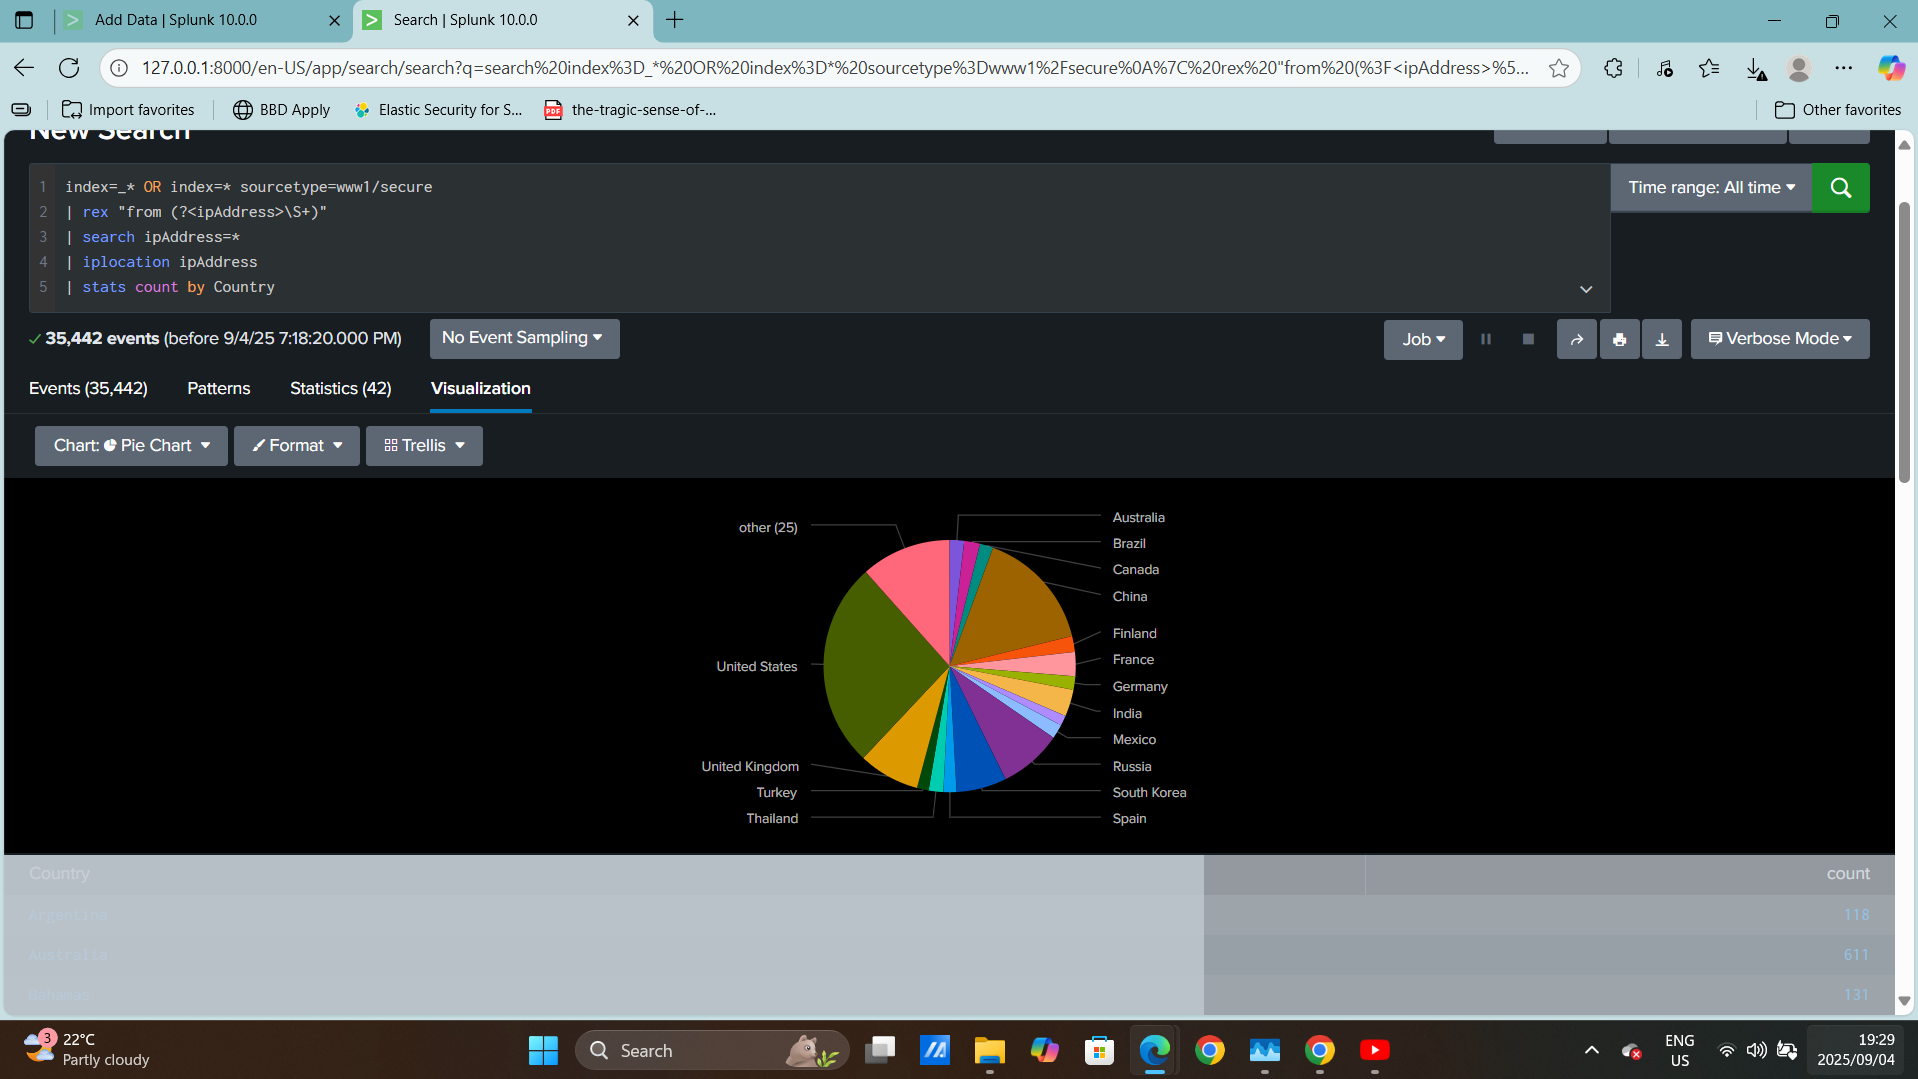 Add Data | Splunk 10.0.0
Search | Splunk 10.0.0
127.0.0.1:8000/en-US/app/search/search?q=search%20index%3D_*%20OR%20index%3D*%20sourcetype%3Dwww1%2Fsecure%0A%7C%20rex%20"from%20(%3F<ipAddress>%5...
Import favorites
BBD Apply
Elastic Security for S...
the-tragic-sense-of-...
Other favorites
New Search
1 index=_* OR index=* sourcetype=www1/secure
2 | rex "from (?<ipAddress>\S+)"
3 | search ipAddress=*
4 | iplocation ipAddress
5 | stats count by Country
Time range: All time
35,442 events (before 9/4/25 7:18:20.000 PM)
No Event Sampling
Job
Verbose Mode
Events (35,442)
Patterns
Statistics (42)
Visualization
Chart: Pie Chart
Format
Trellis
other (25)
United States
United Kingdom
Turkey
Thailand
Australia
Brazil
Canada
China
Finland
France
Germany
India
Mexico
Russia
South Korea
Spain
Country count
Argentina 118
Australia 611
Bahamas 131
3
22°C
Partly cloudy
Search
ENG
US
19:29
2025/09/04